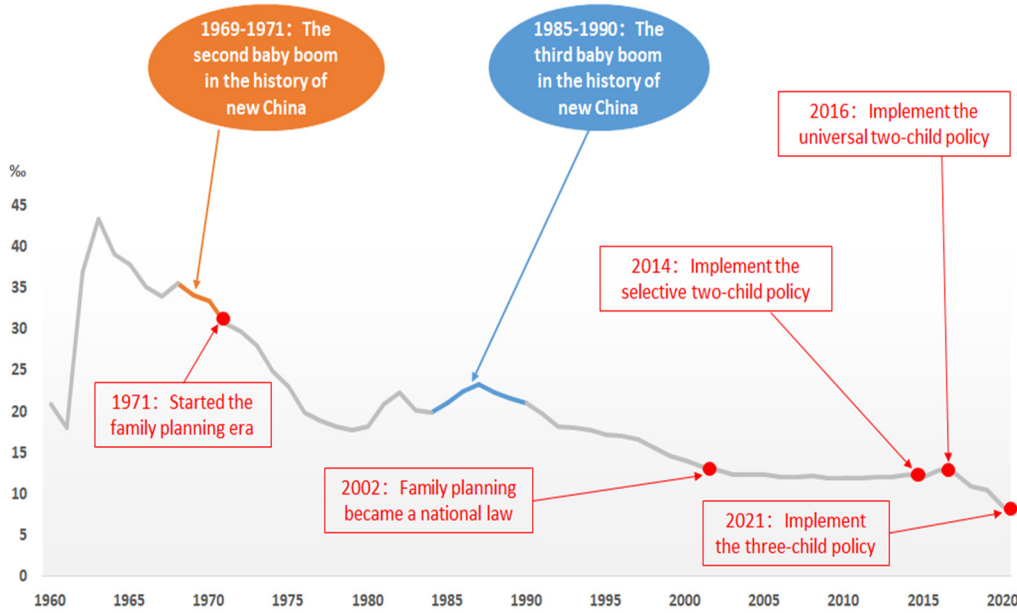 1969-1971：The
second baby boom
in the history of
new China
1985-1990：The
third baby boom
in the history of
new China
2016：Implement the
universal two-child policy
2014：Implement the
selective two-child policy
1971：Started the
family planning era
2002：Family planning
became a national law
2021：Implement
the three-child policy
‰
45
40
35
30
25
20
15
10
5
0
1960 1965 1970 1975 1980 1985 1990 1995 2000 2005 2010 2015 2020